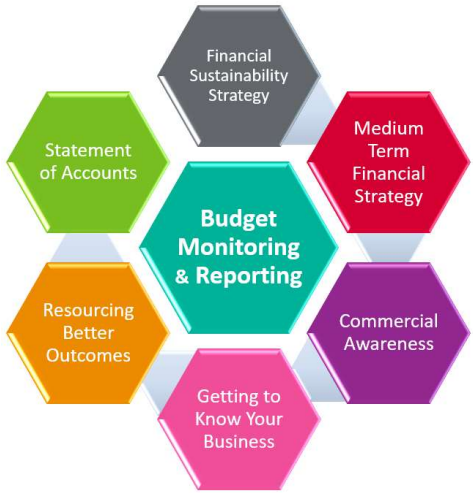 Financial
Sustainability
Strategy
Medium
Term
Financial
Strategy
Commercial
Awareness
Getting to
Know Your
Business
Resourcing
Better
Outcomes
Statement
of Accounts
Budget
Monitoring
& Reporting